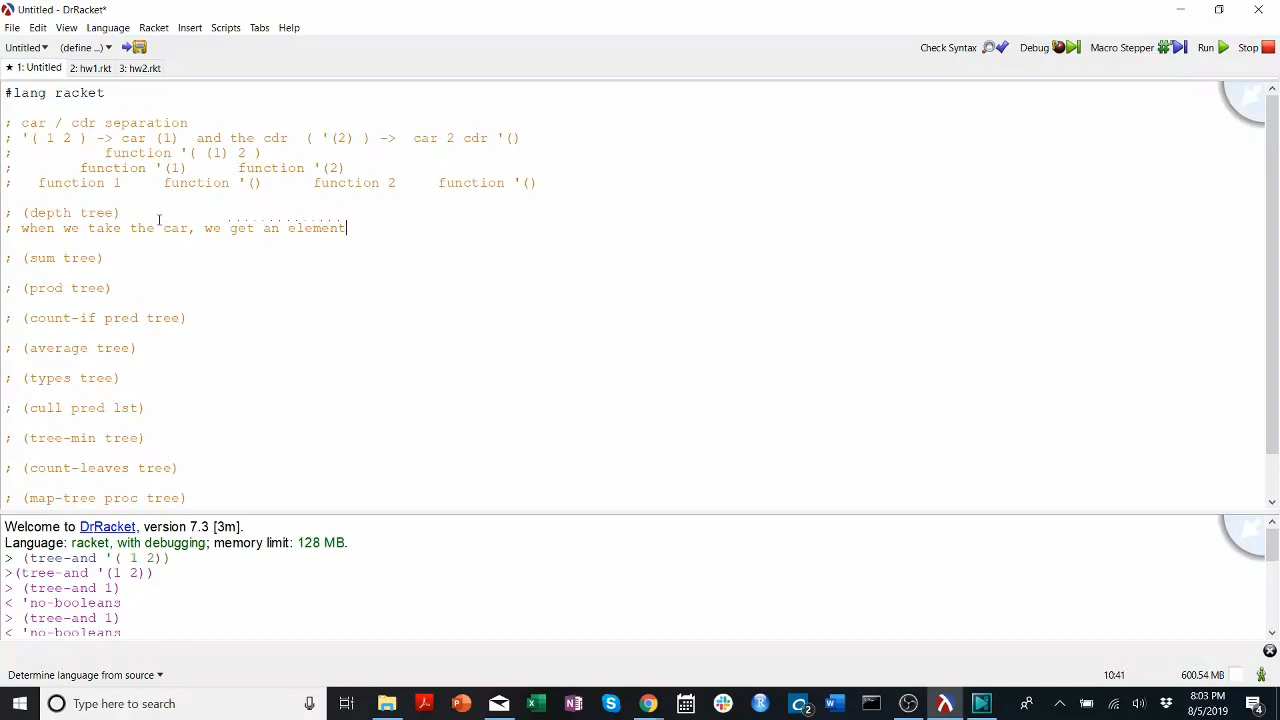 Untitled - DrRacket*
File Edit View Language Racket Insert Scripts Tabs Help
Untitled (define ...) Check Syntax Debug Macro Stepper Run Stop
★ 1: Untitled 2: hw1.rkt 3: hw2.rkt
#lang racket
; car / cdr separation
; '( 1 2 ) -> car (1)  and the cdr  ( '(2) ) ->  car 2 cdr '()
;           function '( (1) 2 )
;        function '(1)      function '(2)
;   function 1     function '()      function 2     function '()
; (depth tree)
; when we take the car, we get an element
; (sum tree)
; (prod tree)
; (count-if pred tree)
; (average tree)
; (types tree)
; (cull pred lst)
; (tree-min tree)
; (count-leaves tree)
; (map-tree proc tree)
Welcome to DrRacket, version 7.3 [3m].
Language: racket, with debugging; memory limit: 128 MB.
> (tree-and '( 1 2))
>(tree-and '(1 2))
> (tree-and 1)
< 'no-booleans
> (tree-and 1)
< 'no-booleans
Determine language from source 10:41 600.54 MB
Type here to search 8:03 PM
8/5/2019